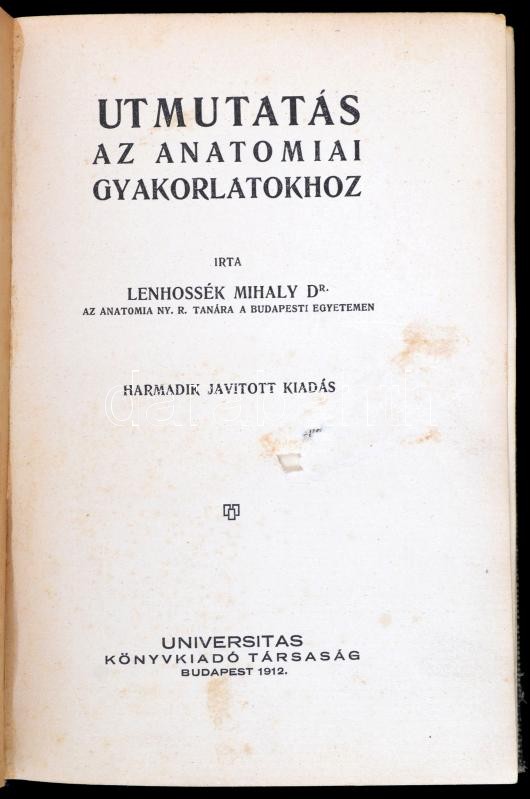 UTMUTATÁS
AZ ANATOMIAI
GYAKORLATOKHOZ
IRTA
LENHOSSÉK MIHALY DR.
AZ ANATOMIA NY. R. TANÁRA A BUDAPESTI EGYETEMEN
HARMADIK JAVITOTT KIADÁS
UNIVERSITAS
KÖNYVKIADÓ TÁRSASÁG
BUDAPEST 1912.